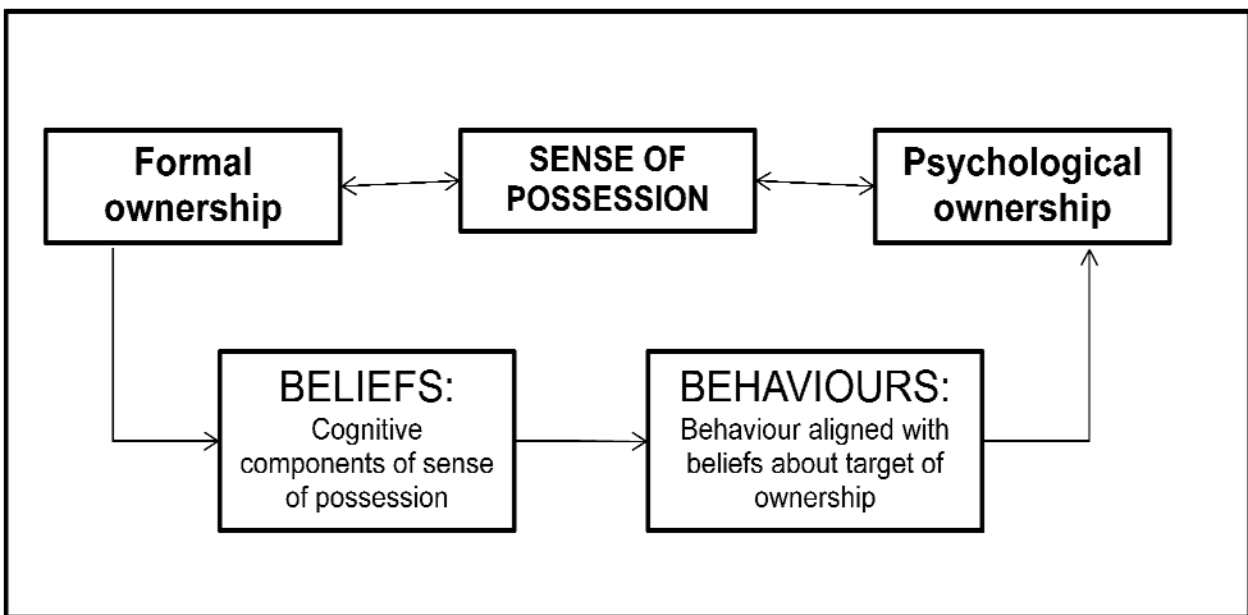 Formal
ownership
SENSE OF
POSSESSION
Psychological
ownership
BELIEFS:
Cognitive
components of sense
of possession
BEHAVIOURS:
Behaviour aligned with
beliefs about target of
ownership